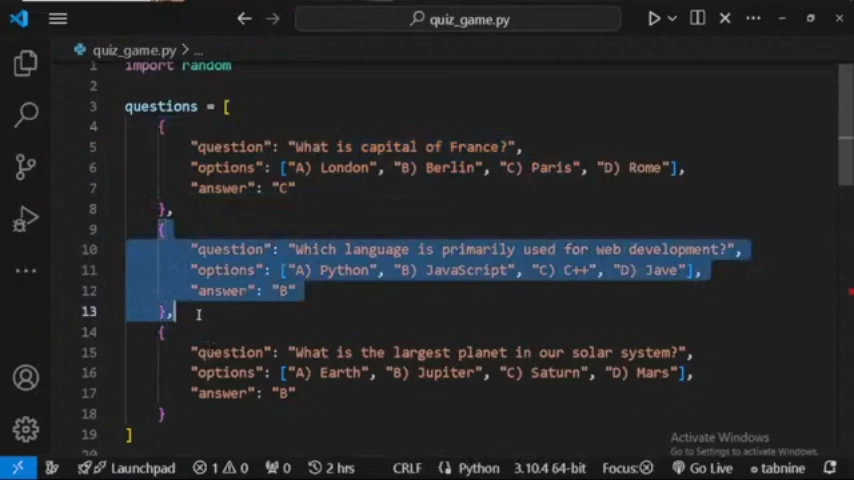 quiz_game.py
quiz_game.py > ...
1 import random
2
3 questions = [
4 {
5 "question": "What is capital of France?",
6 "options": ["A) London", "B) Berlin", "C) Paris", "D) Rome"],
7 "answer": "C"
8 },
9 {
10 "question": "Which language is primarily used for web development?",
11 "options": ["A) Python", "B) JavaScript", "C) C++", "D) Jave"],
12 "answer": "B"
13 },
14 {
15 "question": "What is the largest planet in our solar system?",
16 "options": ["A) Earth", "B) Jupiter", "C) Saturn", "D) Mars"],
17 "answer": "B"
18 }
19 ]
Activate Windows
Go to Settings to activate Windows.
Launchpad 1 0 0 2 hrs CRLF Python 3.10.4 64-bit Focus: Go Live tabnine